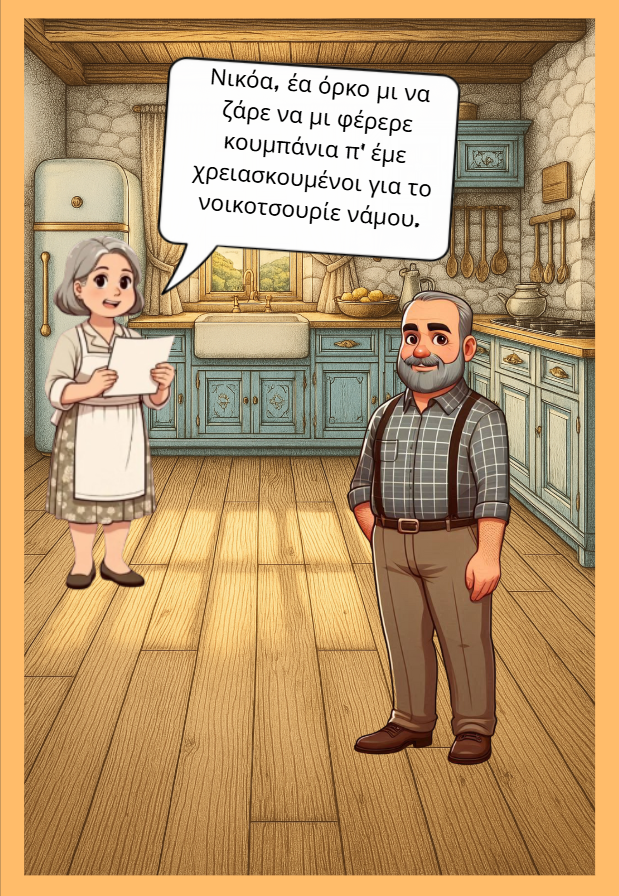 Νικόα, έα όρκο μι να
ζάρε να μι φέρερε
κουμπάνια π' έμε
χρειασκουμένοι για το
νοικοτσουρίε νάμου.